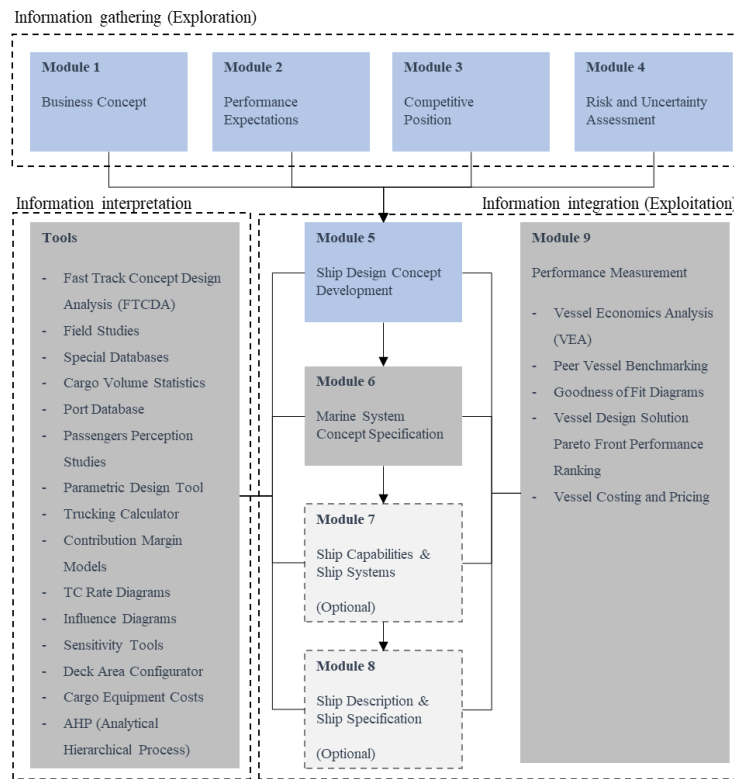 Information gathering (Exploration)
Module 1
Business Concept
Module 2
Performance
Expectations
Module 3
Competitive
Position
Module 4
Risk and Uncertainty
Assessment
Information interpretation
Information integration (Exploitation)
Tools
- Fast Track Concept Design
Analysis (FTCDA)
- Field Studies
- Special Databases
- Cargo Volume Statistics
- Port Database
- Passengers Perception
Studies
- Parametric Design Tool
- Trucking Calculator
- Contribution Margin
Models
- TC Rate Diagrams
- Influence Diagrams
- Sensitivity Tools
- Deck Area Configurator
- Cargo Equipment Costs
- AHP (Analytical
Hierarchical Process)
Module 5
Ship Design Concept
Development
Module 6
Marine System
Concept Specification
Module 7
Ship Capabilities &
Ship Systems
(Optional)
Module 8
Ship Description &
Ship Specification
(Optional)
Module 9
Performance Measurement
- Vessel Economics Analysis
(VEA)
- Peer Vessel Benchmarking
- Goodness of Fit Diagrams
- Vessel Design Solution
Pareto Front Performance
Ranking
- Vessel Costing and Pricing